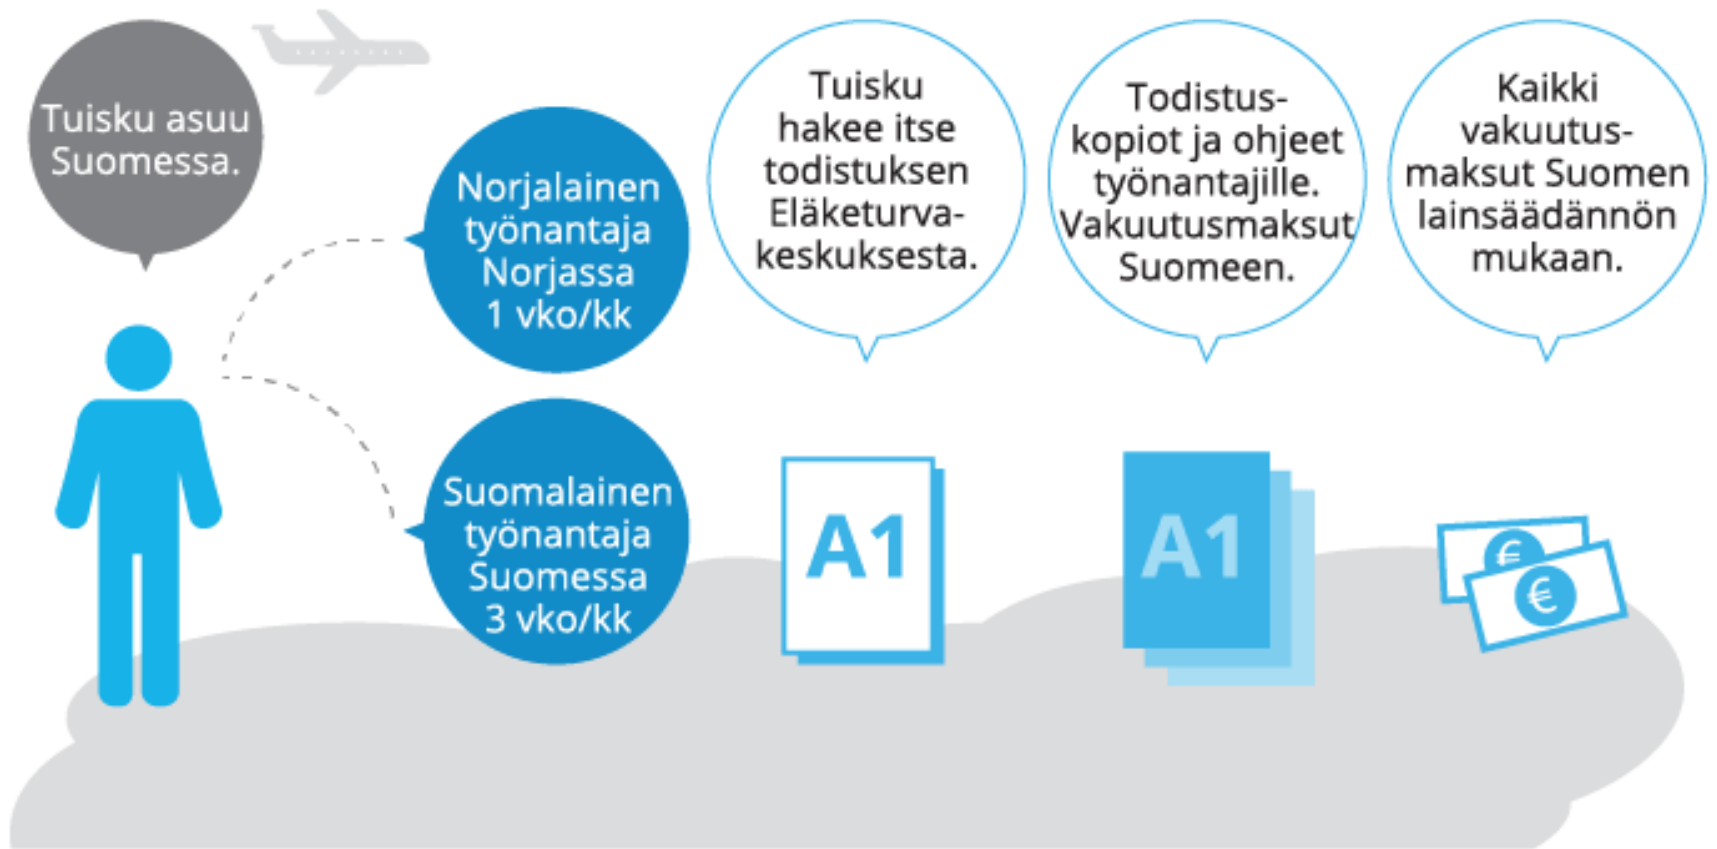 Tuisku asuu
Suomessa.
Norjalainen
työnantaja
Norjassa
1 vko/kk
Suomalainen
työnantaja
Suomessa
3 vko/kk
Tuisku
hakee itse
todistuksen
Eläketurva-
keskuksesta.
A1
Todistus-
kopiot ja ohjeet
työnantajille.
Vakuutusmaksut
Suomeen.
A1
Kaikki
vakuutus-
maksut Suomen
lainsäädännön
mukaan.
€
€